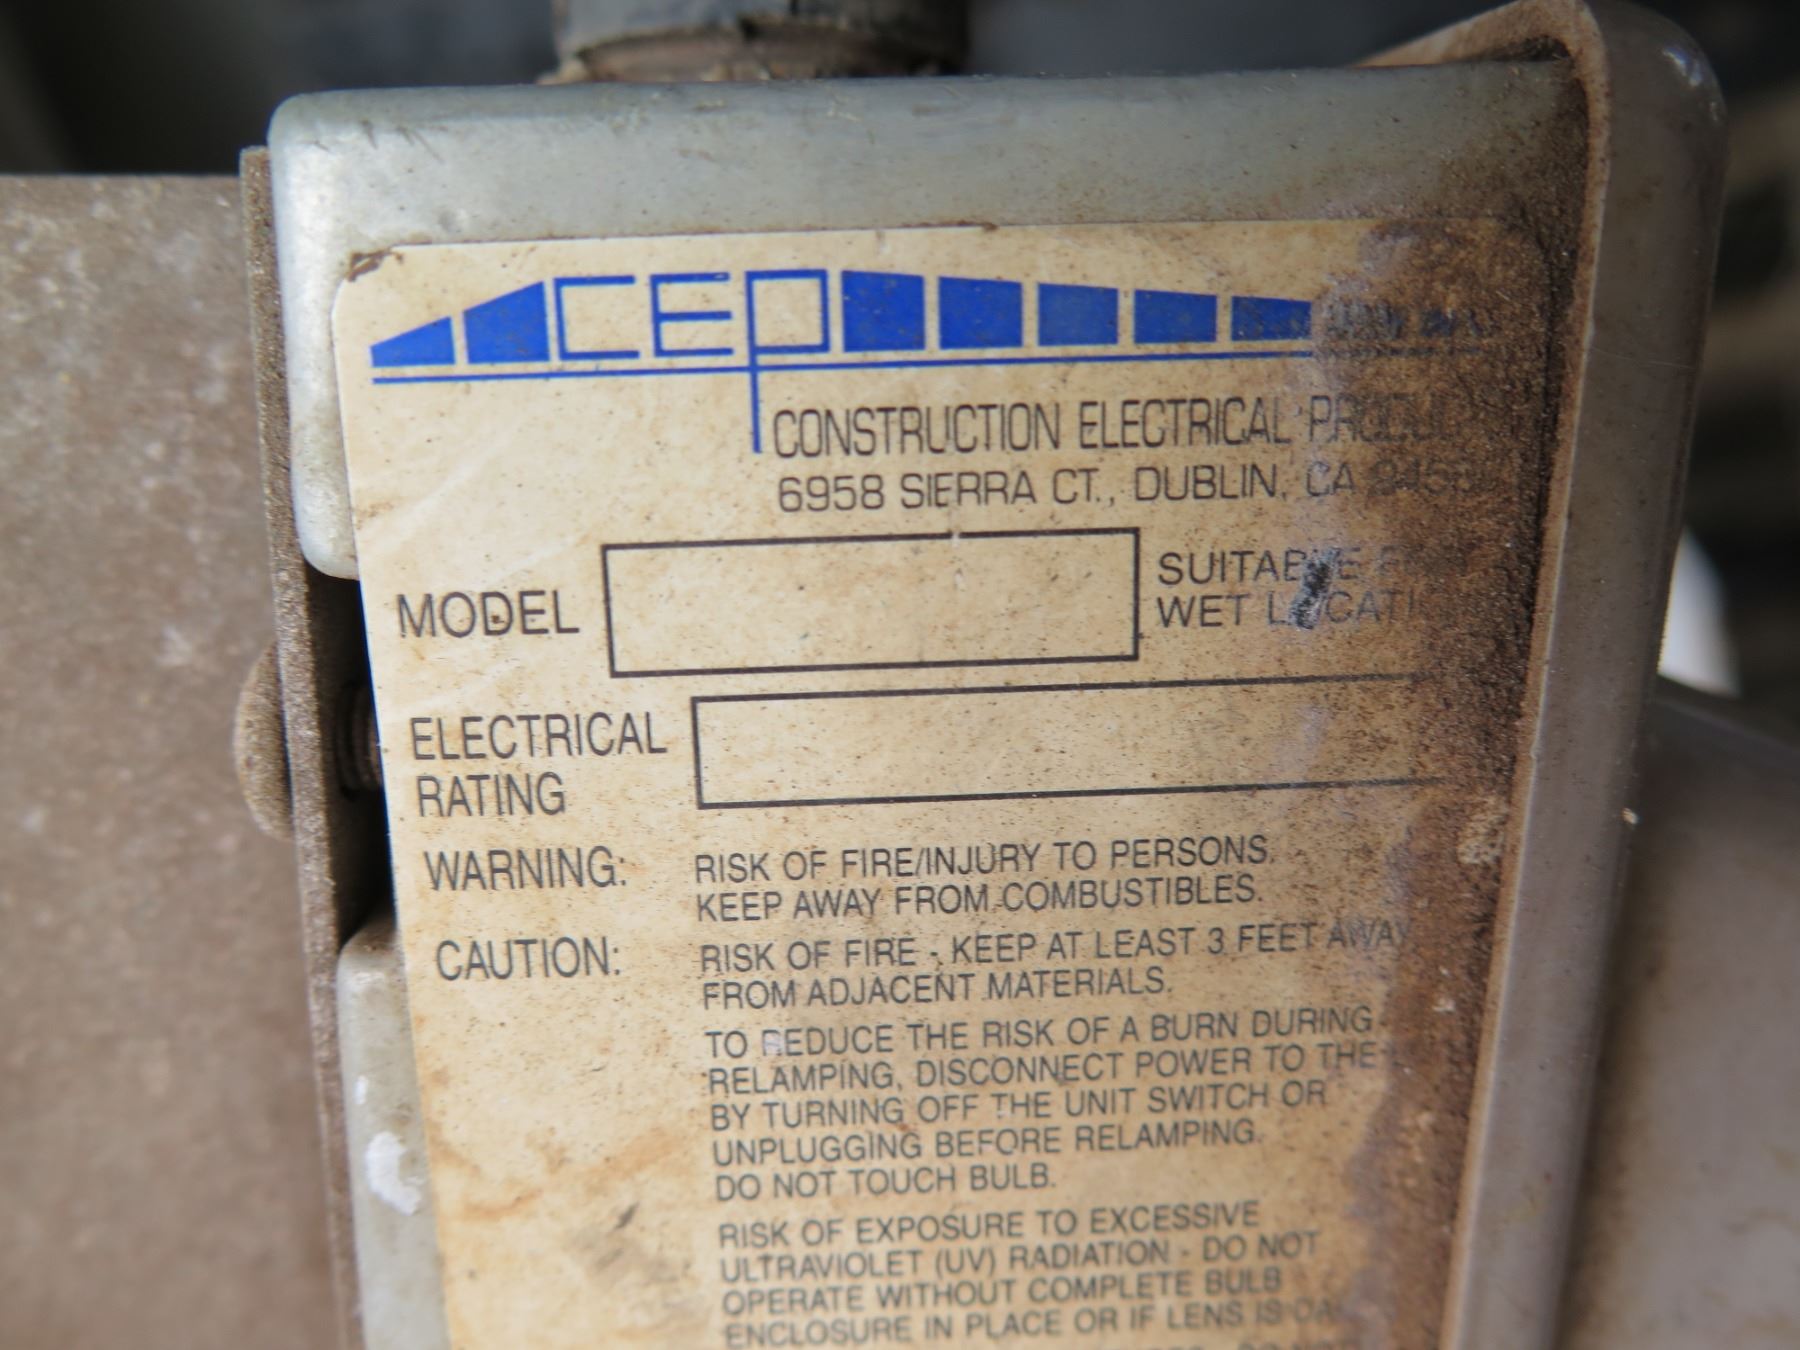 CEP
CONSTRUCTION ELECTRICAL
6958 SIERRA CT., DUBLIN, CA
MODEL
SUITABLE
WET LOCATI
ELECTRICAL
RATING
WARNING: RISK OF FIRE/INJURY TO PERSONS.
KEEP AWAY FROM COMBUSTIBLES.
CAUTION: RISK OF FIRE - KEEP AT LEAST 3 FEET AWAY
FROM ADJACENT MATERIALS.
TO REDUCE THE RISK OF A BURN DURING
RELAMPING, DISCONNECT POWER TO THE
BY TURNING OFF THE UNIT SWITCH OR
UNPLUGGING BEFORE RELAMPING.
DO NOT TOUCH BULB.
RISK OF EXPOSURE TO EXCESSIVE
ULTRAVIOLET (UV) RADIATION - DO NOT
OPERATE WITHOUT COMPLETE BULB
ENCLOSURE IN PLACE OR IF LENS IS